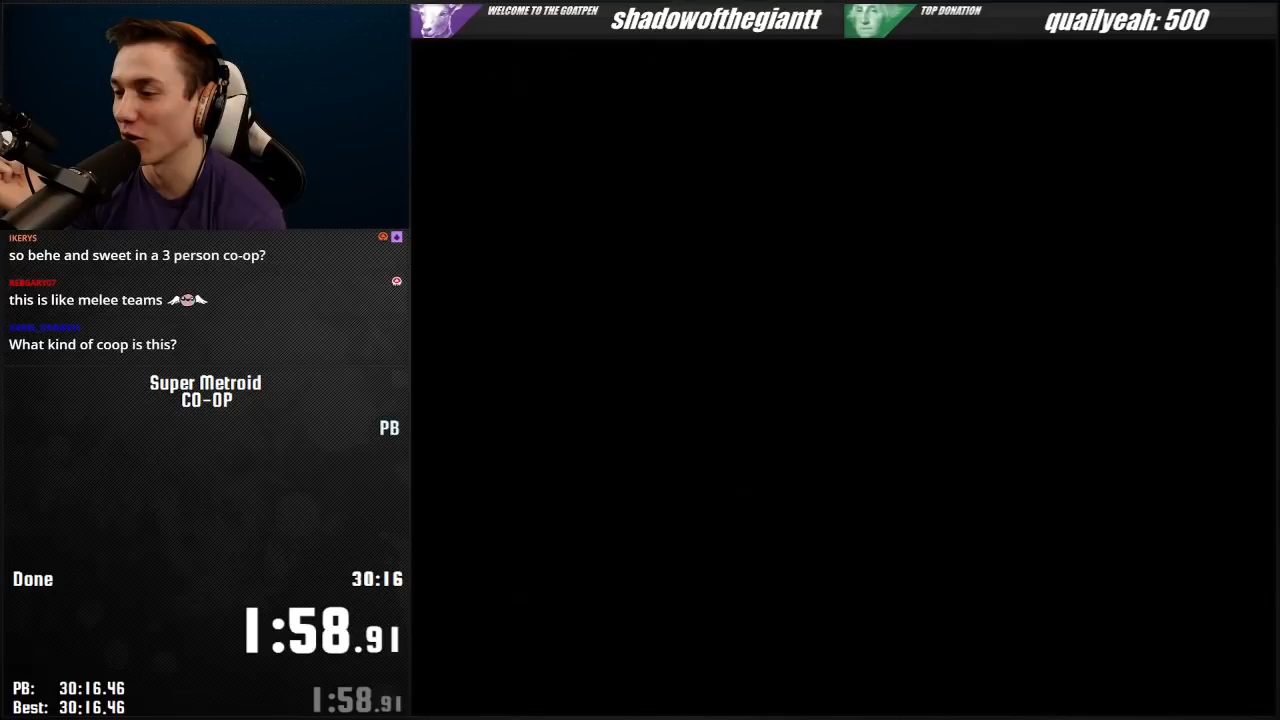 WELCOME TO THE GOATPEN
shadowofthegiantt
TOP DONATION
quailyeah: 500
IKERYS
so behe and sweet in a 3 person co-op?
this is like melee teams
What kind of coop is this?
Super Metroid
CO-OP
PB
Done 30:16
1:58.91
PB: 30:16.46
1:58.91
Best: 30:16.46